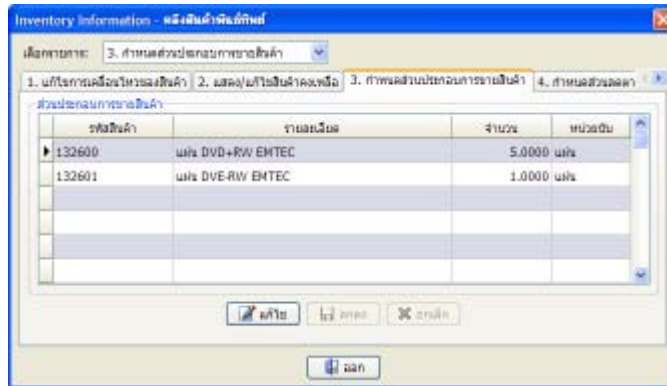 Inventory Information - คลังสินค้าพันธ์ทิพย์
เลือกรายการ: 3. กำหนดส่วนประกอบการขายสินค้า
1. แก้ไขการเคลื่อนไหวของสินค้า 2. แสดง/แก้ไขสินค้าคงเหลือ 3. กำหนดส่วนประกอบการขายสินค้า 4. กำหนดส่วนลดตา
ส่วนประกอบการขายสินค้า
รหัสสินค้า รายละเอียด จำนวน หน่วยนับ
132600 แผ่น DVD+RW EMTEC 5.0000 แผ่น
132601 แผ่น DVE-RW EMTEC 1.0000 แผ่น
แก้ไข ตกลง ยกเลิก
ออก